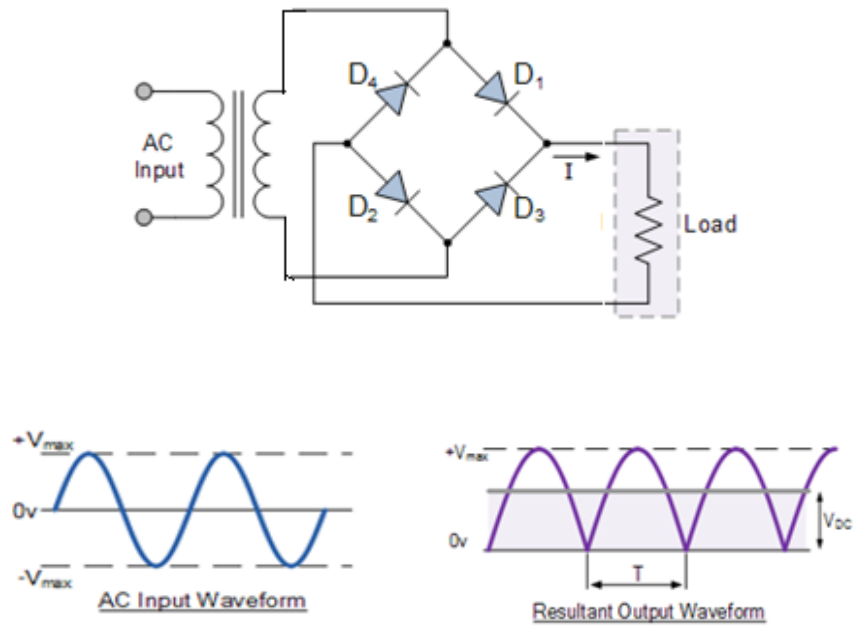 D₄
D₁
AC
Input
I
D₂
D₃
Load
+Vmax
0v
-Vmax
AC Input Waveform
+Vmax
0v
VDC
T
Resultant Output Waveform